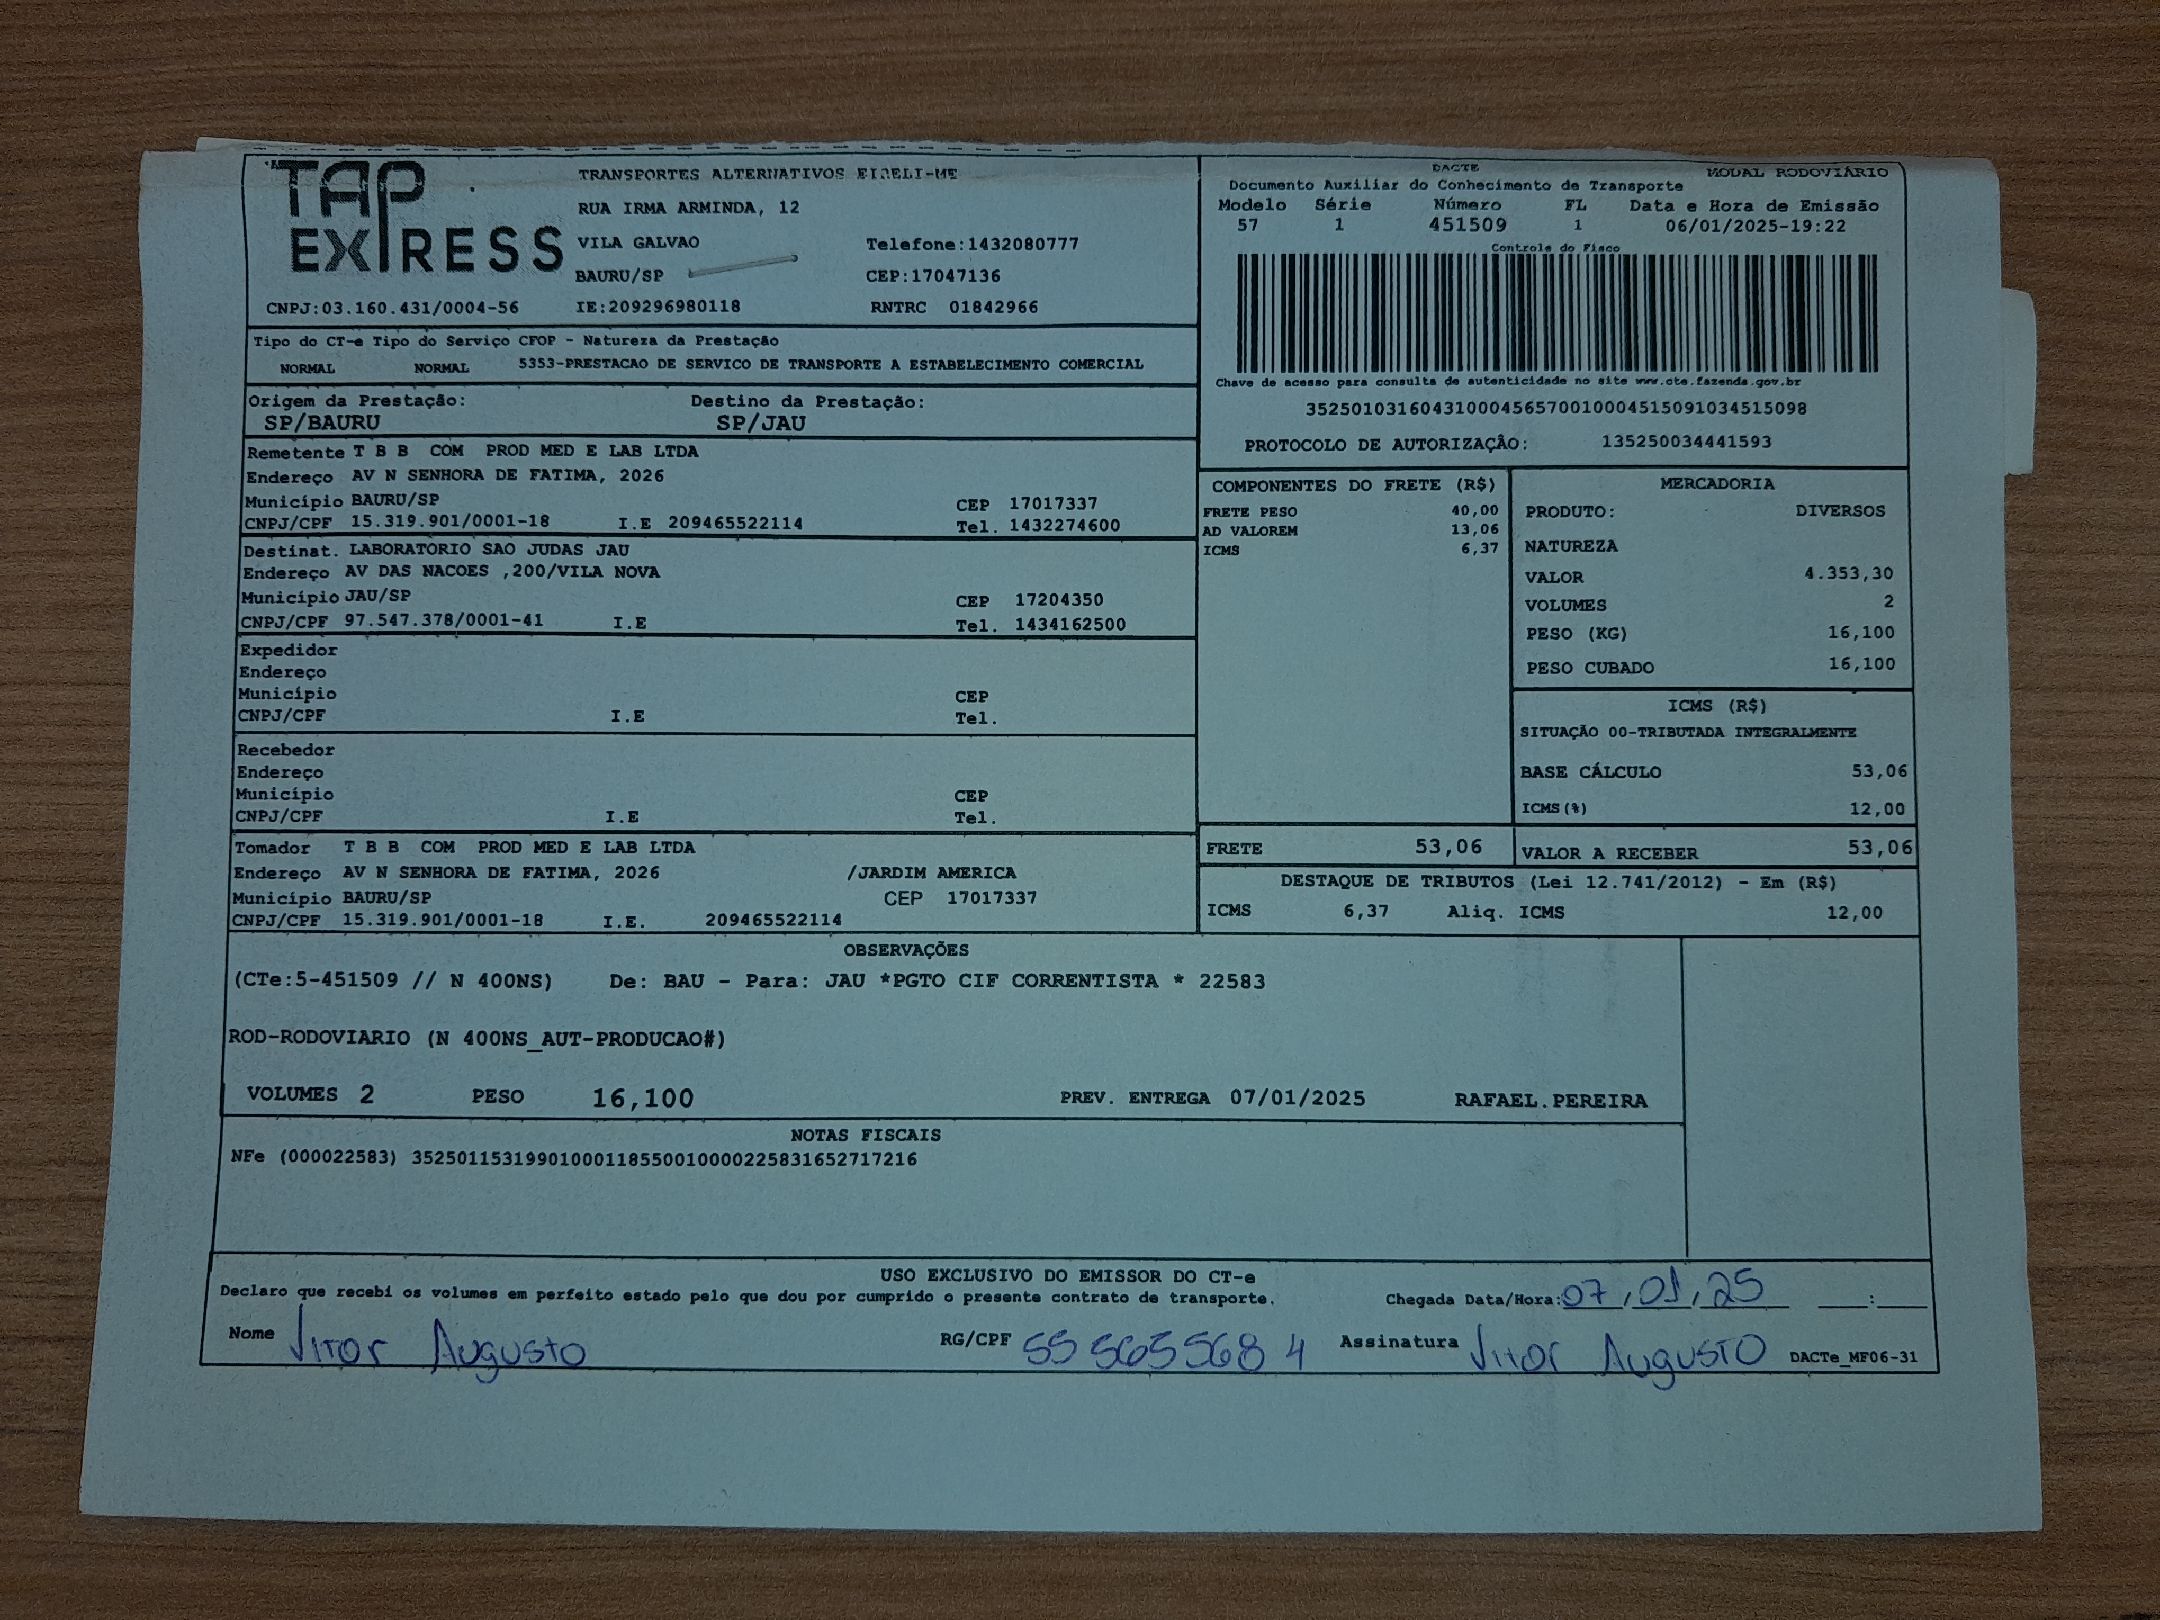 TAP EXPRESS
TRANSPORTES ALTERNATIVOS EIRELI-ME
RUA IRMA ARMINDA, 12
VILA GALVAO Telefone:1432080777
BAURU/SP CEP:17047136
CNPJ:03.160.431/0004-56 IE:209296980118 RNTRC 01842966
DACTE MODAL RODOVIÁRIO
Documento Auxiliar do Conhecimento de Transporte
Modelo Série Número FL Data e Hora de Emissão
57 1 451509 1 06/01/2025-19:22
Controle do Fisco
Chave de acesso para consulta de autenticidade no site www.cte.fazenda.gov.br
35250103160431000456570010004515091034515098
PROTOCOLO DE AUTORIZAÇÃO: 135250034441593
Tipo do CT-e Tipo do Serviço CFOP - Natureza da Prestação
NORMAL NORMAL 5353-PRESTACAO DE SERVICO DE TRANSPORTE A ESTABELECIMENTO COMERCIAL
Origem da Prestação: Destino da Prestação:
SP/BAURU SP/JAU
Remetente T B B COM PROD MED E LAB LTDA
Endereço AV N SENHORA DE FATIMA, 2026
Município BAURU/SP CEP 17017337
CNPJ/CPF 15.319.901/0001-18 I.E 209465522114 Tel. 1432274600
Destinat. LABORATORIO SAO JUDAS JAU
Endereço AV DAS NACOES ,200/VILA NOVA
Município JAU/SP CEP 17204350
CNPJ/CPF 97.547.378/0001-41 I.E Tel. 1434162500
Expedidor
Endereço
Município CEP
CNPJ/CPF I.E Tel.
Recebedor
Endereço
Município CEP
CNPJ/CPF I.E Tel.
Tomador T B B COM PROD MED E LAB LTDA
Endereço AV N SENHORA DE FATIMA, 2026 /JARDIM AMERICA
Município BAURU/SP CEP 17017337
CNPJ/CPF 15.319.901/0001-18 I.E. 209465522114
COMPONENTES DO FRETE (R$)
FRETE PESO 40,00
AD VALOREM 13,06
ICMS 6,37
MERCADORIA
PRODUTO: DIVERSOS
NATUREZA
VALOR 4.353,30
VOLUMES 2
PESO (KG) 16,100
PESO CUBADO 16,100
ICMS (R$)
SITUAÇÃO 00-TRIBUTADA INTEGRALMENTE
BASE CÁLCULO 53,06
ICMS(%) 12,00
FRETE 53,06 VALOR A RECEBER 53,06
DESTAQUE DE TRIBUTOS (Lei 12.741/2012) - Em (R$)
ICMS 6,37 Aliq. ICMS 12,00
OBSERVAÇÕES
(CTe:5-451509 // N 400NS) De: BAU - Para: JAU *PGTO CIF CORRENTISTA * 22583
ROD-RODOVIARIO (N 400NS_AUT-PRODUCAO#)
VOLUMES 2 PESO 16,100 PREV. ENTREGA 07/01/2025 RAFAEL.PEREIRA
NOTAS FISCAIS
NFe (000022583) 35250115319901000118550010000225831652717216
USO EXCLUSIVO DO EMISSOR DO CT-e
Declaro que recebi os volumes em perfeito estado pelo que dou por cumprido o presente contrato de transporte. Chegada Data/Hora: 07/01/25 __:__
Nome Vitor Augusto RG/CPF 55 565 568 4 Assinatura Vitor Augusto DACTe_MF06-31